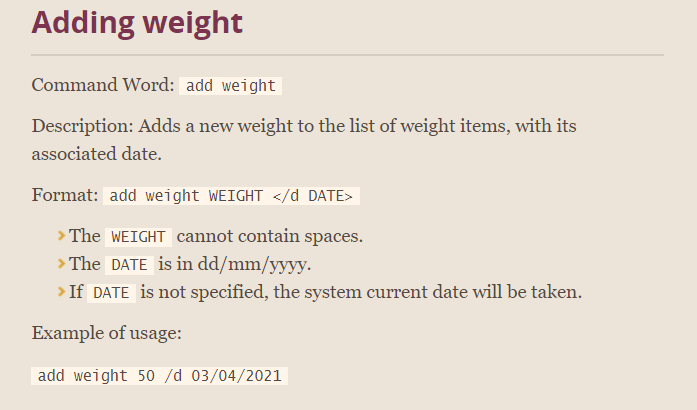 Adding weight
Command Word: add weight
Description: Adds a new weight to the list of weight items, with its
associated date.
Format: add weight WEIGHT </d DATE>
The WEIGHT cannot contain spaces.
The DATE is in dd/mm/yyyy.
If DATE is not specified, the system current date will be taken.
Example of usage:
add weight 50 /d 03/04/2021